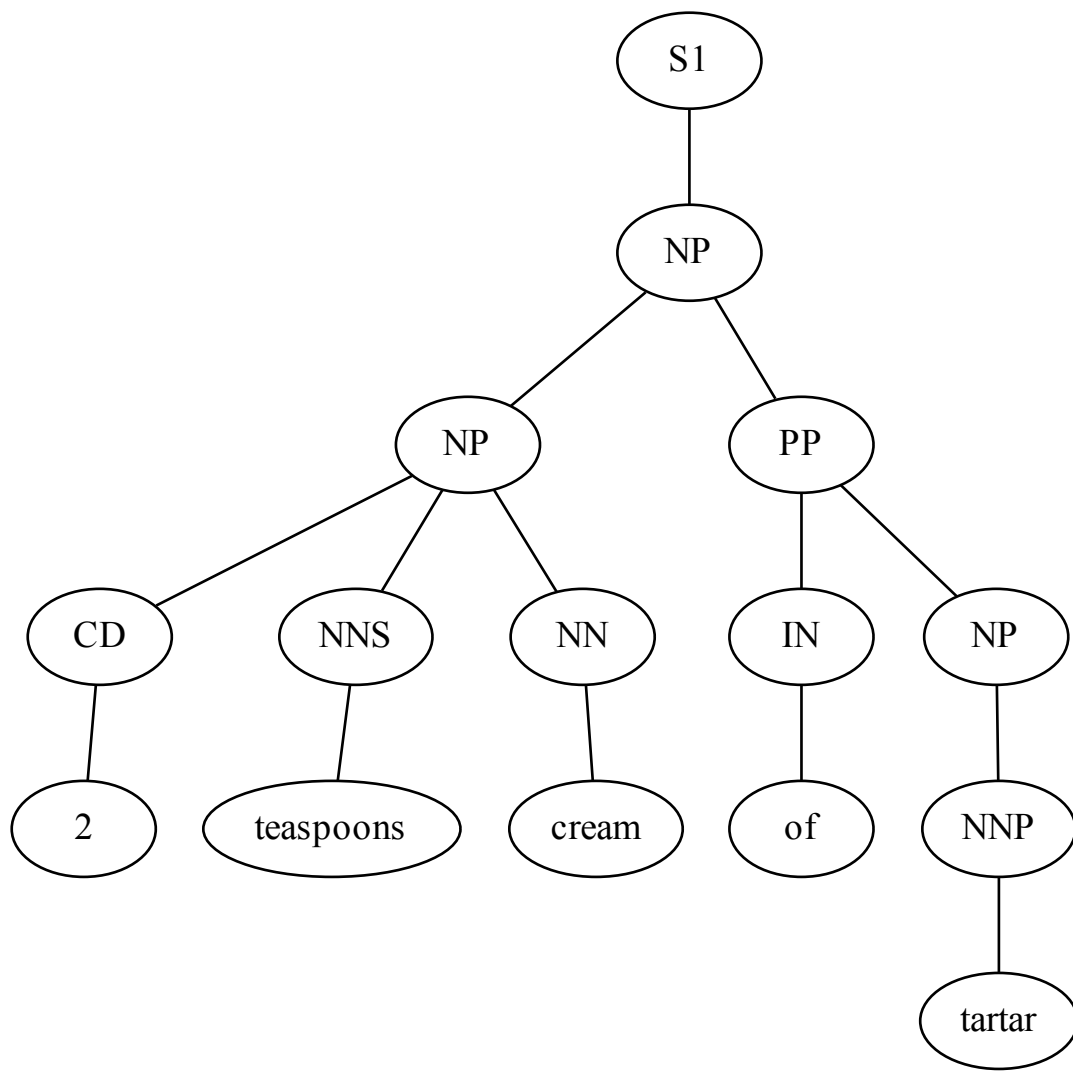 S1
NP
NP PP
CD NNS NN IN NP
2 teaspoons cream of NNP
tartar